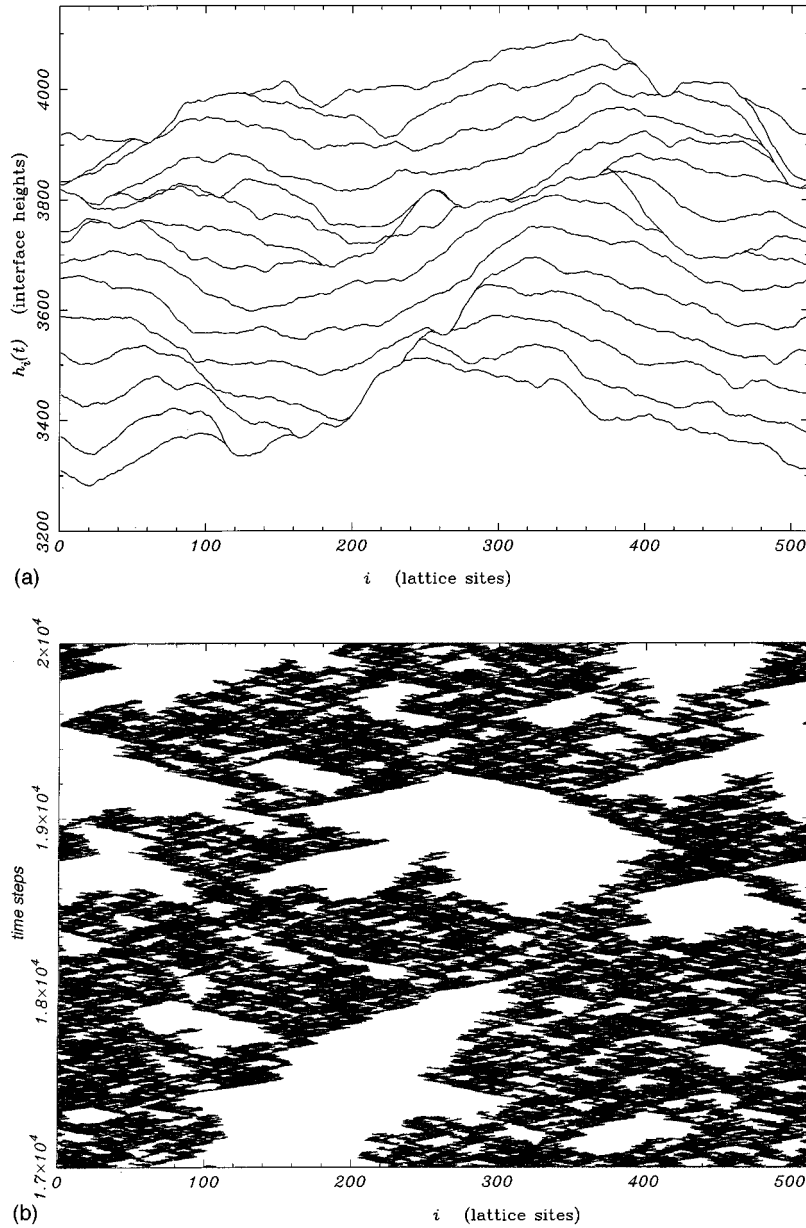 4000
3800
3600
3400
3200
h_i(t) (interface heights)
0 100 200 300 400 500
i (lattice sites)
(a)
2×10^4
1.9×10^4
1.8×10^4
1.7×10^4
time steps
0 100 200 300 400 500
i (lattice sites)
(b)